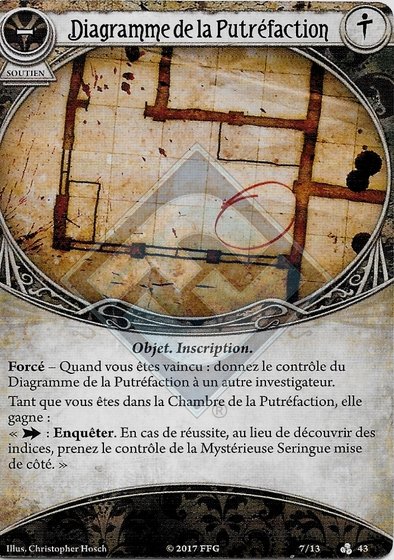 Diagramme de la Putréfaction
SOUTIEN
Objet. Inscription.
Forcé – Quand vous êtes vaincu : donnez le contrôle du
Diagramme de la Putréfaction à un autre investigateur.
Tant que vous êtes dans la Chambre de la Putréfaction, elle
gagne :
« : Enquêter. En cas de réussite, au lieu de découvrir des
indices, prenez le contrôle de la Mystérieuse Seringue mise
de côté. »
®
Illus. Christopher Hosch © 2017 FFG 7/13 43